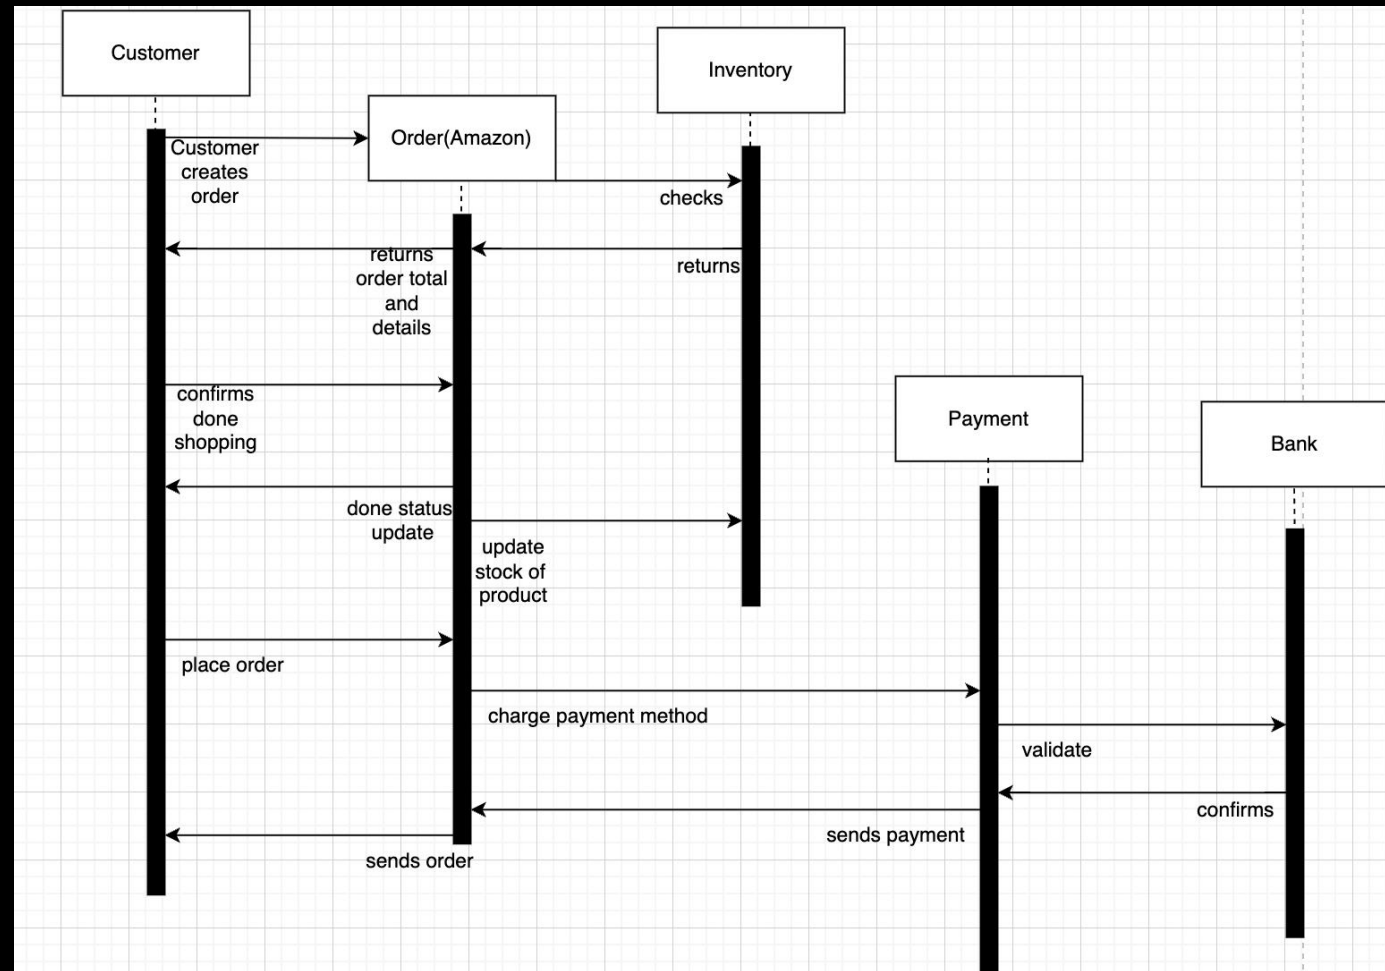 Customer
Inventory
Order(Amazon)
Customer
creates
order
checks
returns
order total
and
details
returns
confirms
done
shopping
Payment
Bank
done status
update
update
stock of
product
place order
charge payment method
validate
confirms
sends payment
sends order